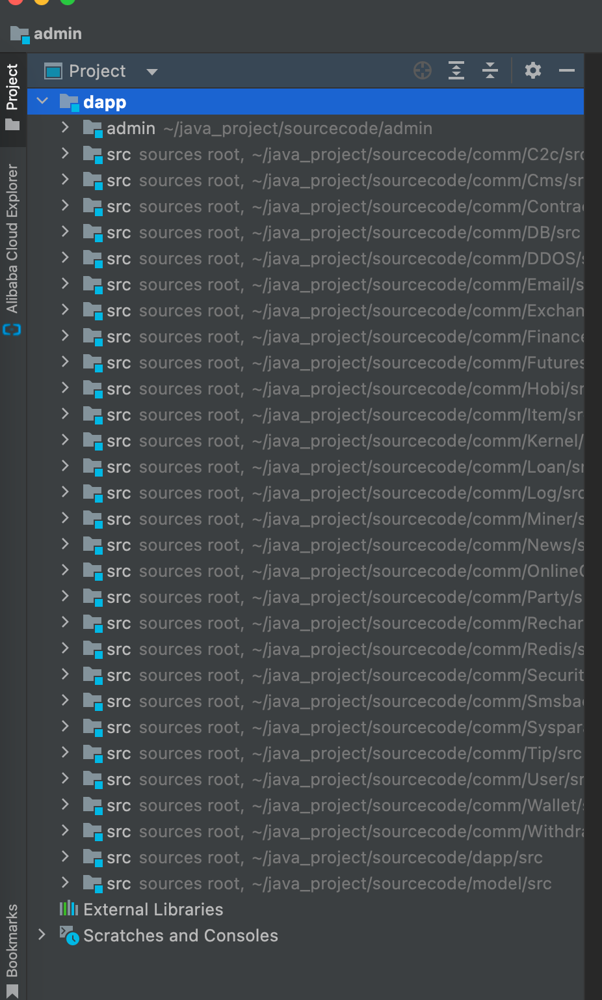 admin
Project
Project
Alibaba Cloud Explorer
Bookmarks
dapp
admin ~/java_project/sourcecode/admin
src sources root, ~/java_project/sourcecode/comm/C2c/src
src sources root, ~/java_project/sourcecode/comm/Cms/sr
src sources root, ~/java_project/sourcecode/comm/Contrac
src sources root, ~/java_project/sourcecode/comm/DB/src
src sources root, ~/java_project/sourcecode/comm/DDOS/s
src sources root, ~/java_project/sourcecode/comm/Email/s
src sources root, ~/java_project/sourcecode/comm/Exchan
src sources root, ~/java_project/sourcecode/comm/Finance
src sources root, ~/java_project/sourcecode/comm/Futures
src sources root, ~/java_project/sourcecode/comm/Hobi/sr
src sources root, ~/java_project/sourcecode/comm/Item/sr
src sources root, ~/java_project/sourcecode/comm/Kernel/
src sources root, ~/java_project/sourcecode/comm/Loan/sr
src sources root, ~/java_project/sourcecode/comm/Log/src
src sources root, ~/java_project/sourcecode/comm/Miner/s
src sources root, ~/java_project/sourcecode/comm/News/s
src sources root, ~/java_project/sourcecode/comm/OnlineC
src sources root, ~/java_project/sourcecode/comm/Party/s
src sources root, ~/java_project/sourcecode/comm/Rechar
src sources root, ~/java_project/sourcecode/comm/Redis/s
src sources root, ~/java_project/sourcecode/comm/Securit
src sources root, ~/java_project/sourcecode/comm/Smsbac
src sources root, ~/java_project/sourcecode/comm/Syspara
src sources root, ~/java_project/sourcecode/comm/Tip/src
src sources root, ~/java_project/sourcecode/comm/User/sr
src sources root, ~/java_project/sourcecode/comm/Wallet/s
src sources root, ~/java_project/sourcecode/comm/Withdra
src sources root, ~/java_project/sourcecode/dapp/src
src sources root, ~/java_project/sourcecode/model/src
External Libraries
Scratches and Consoles